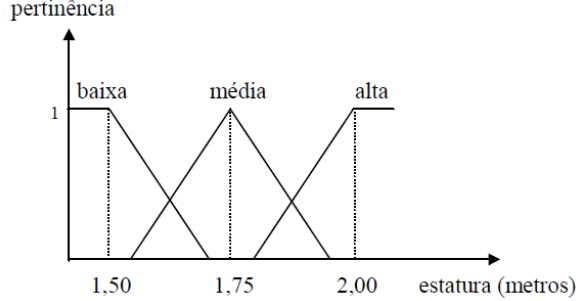 pertinência
baixa média alta
1
1,50 1,75 2,00 estatura (metros)